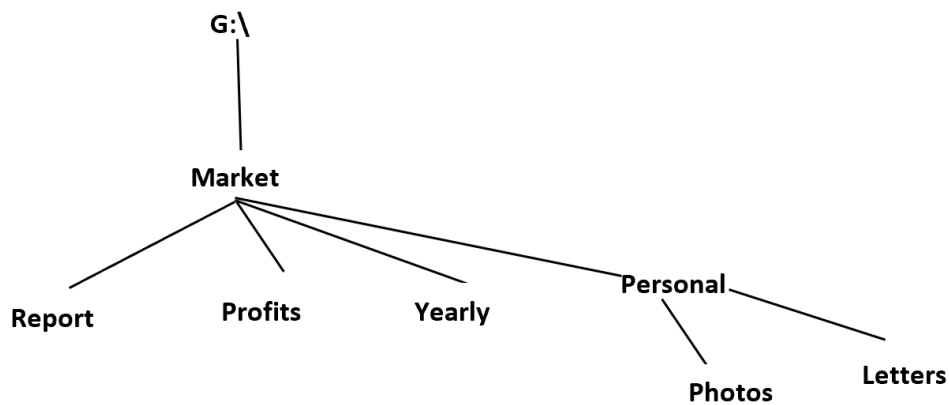 G:\
Market
Report
Profits
Yearly
Personal
Photos
Letters